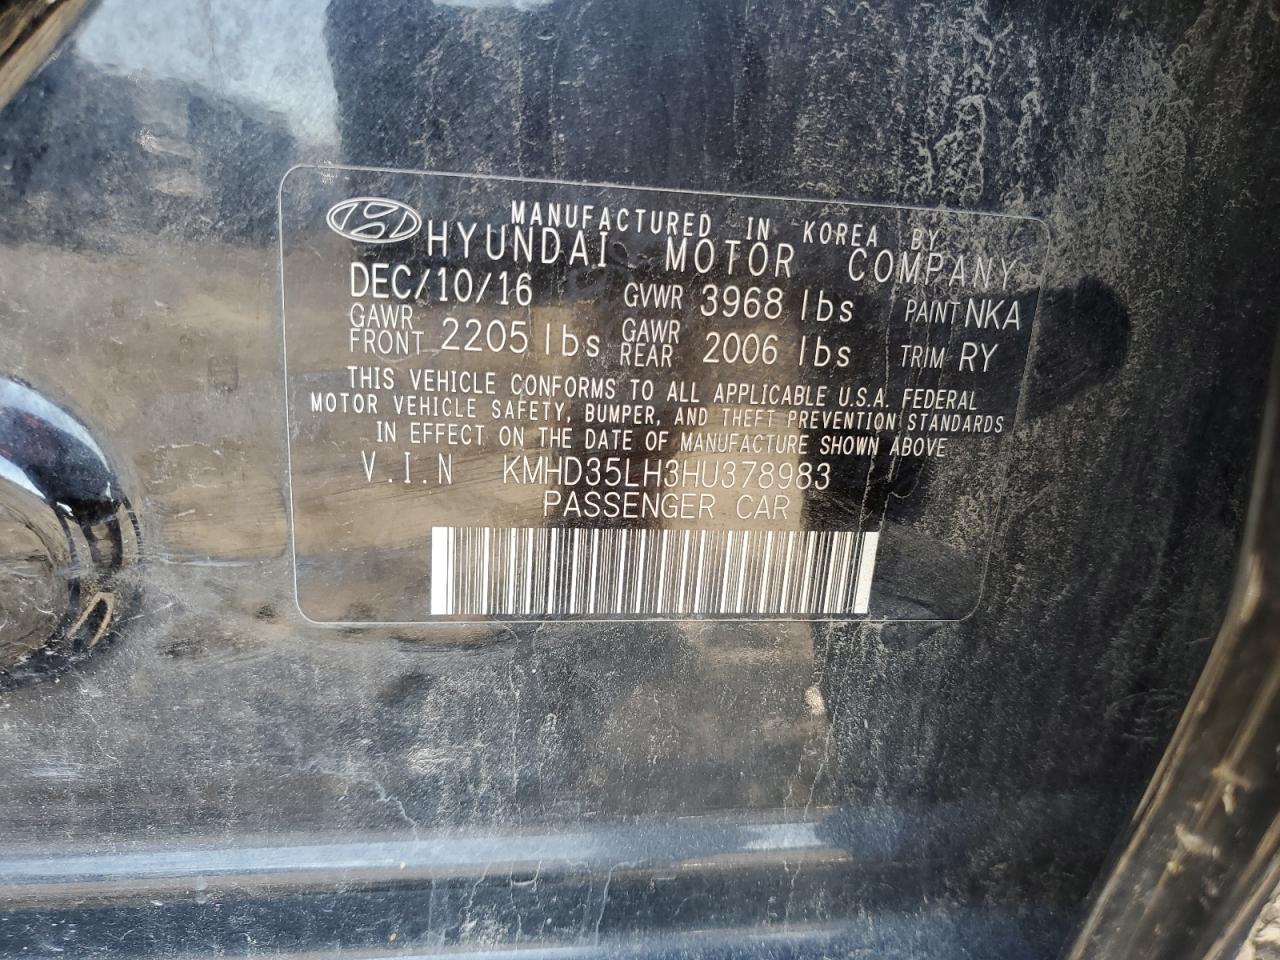 MANUFACTURED IN KOREA BY
HYUNDAI MOTOR COMPANY
DEC/10/16 GVWR 3968 lbs PAINT NKA
GAWR FRONT 2205 lbs GAWR REAR 2006 lbs TRIM RY
THIS VEHICLE CONFORMS TO ALL APPLICABLE U.S.A. FEDERAL
MOTOR VEHICLE SAFETY, BUMPER, AND THEFT PREVENTION STANDARDS
IN EFFECT ON THE DATE OF MANUFACTURE SHOWN ABOVE
V.I.N KMHD35LH3HU378983
PASSENGER CAR